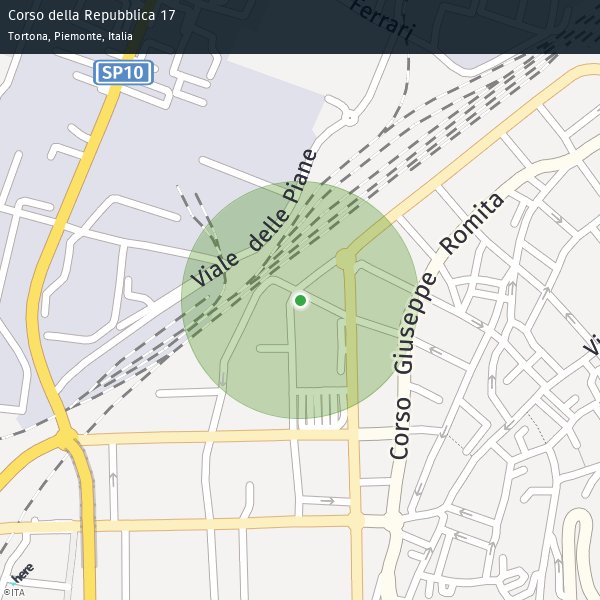 Corso della Repubblica 17
Tortona, Piemonte, Italia
Ferrari
SP10
Viale delle Piane
Corso Giuseppe Romita
Vi
here
©ITA